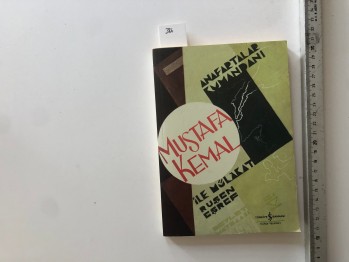 ANAFARTALAR
KUMANDANI
MUSTAFA
KEMAL
İLE MÜLAKAT
RUŞEN
EŞREF